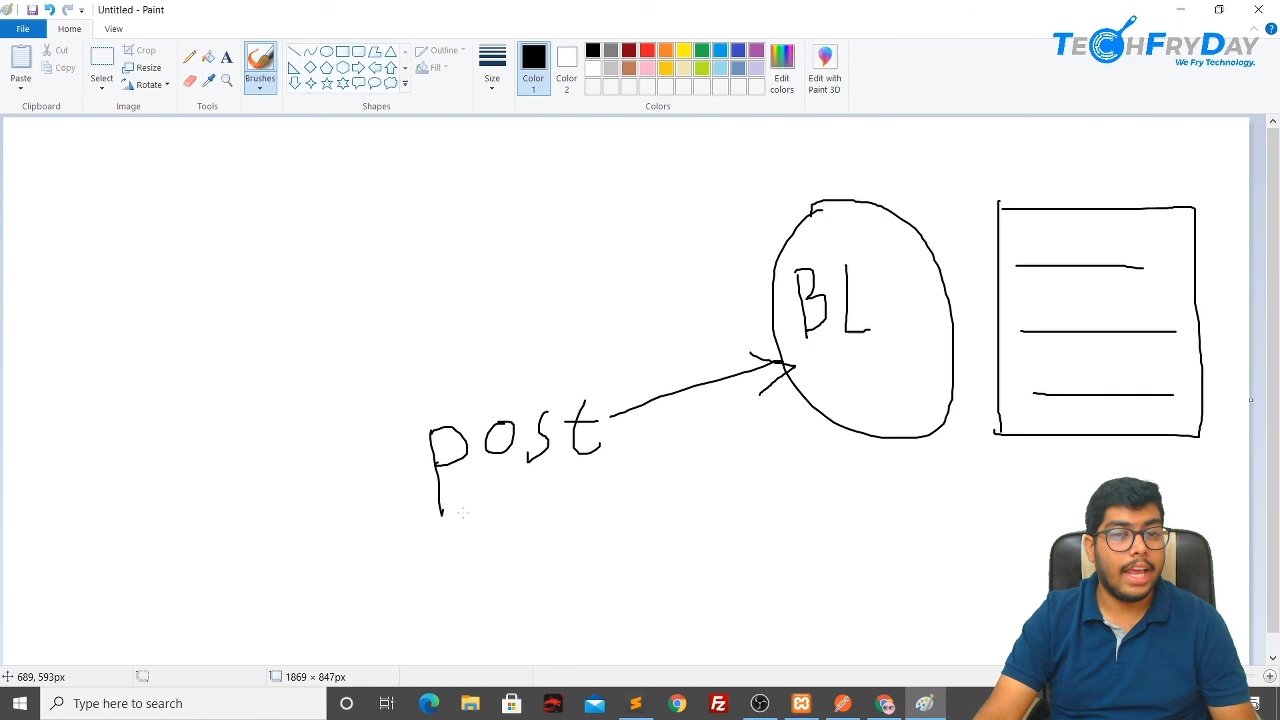 Untitled - Paint
File
Home
View
Paste
Cut
Copy
Clipboard
Select
Crop
Resize
Rotate
Image
A
Tools
Brushes
Outline
Fill
Shapes
Size
Color
1
Color
2
Edit
colors
Colors
Edit with
Paint 3D
TECHFRYDAY
We Fry Technology.
BL
post
689, 593px
1869 × 847px
Type here to search